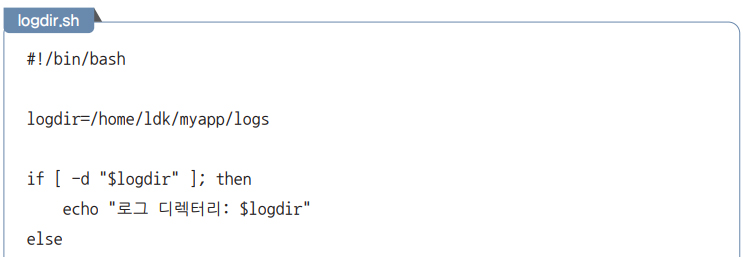 logdir.sh
#!/bin/bash
logdir=/home/ldk/myapp/logs
if [ -d "$logdir" ]; then
    echo "로그 디렉터리: $logdir"
else